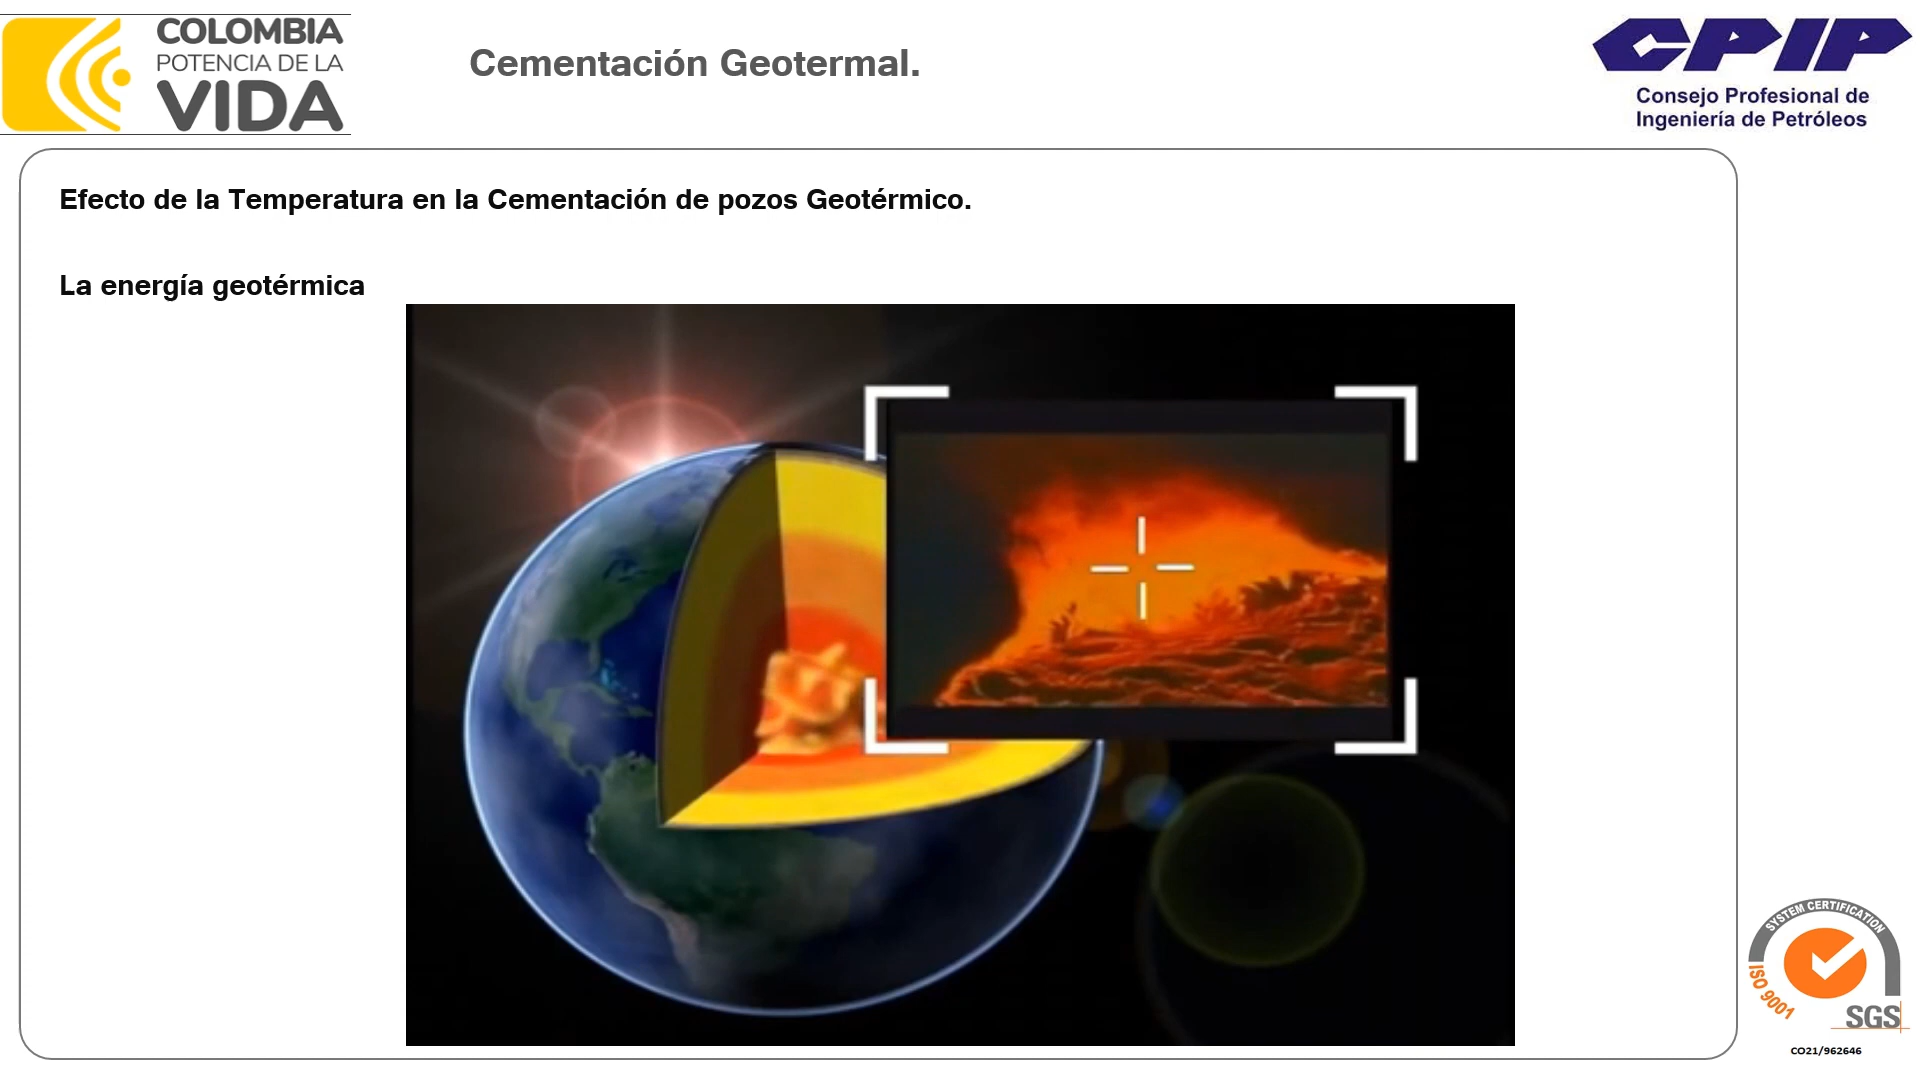 COLOMBIA
POTENCIA DE LA
VIDA
Cementación Geotermal.
CPIP
Consejo Profesional de
Ingeniería de Petróleos
Efecto de la Temperatura en la Cementación de pozos Geotérmico.
La energía geotérmica
SYSTEM CERTIFICATION
ISO 9001
SGS
CO21/962646